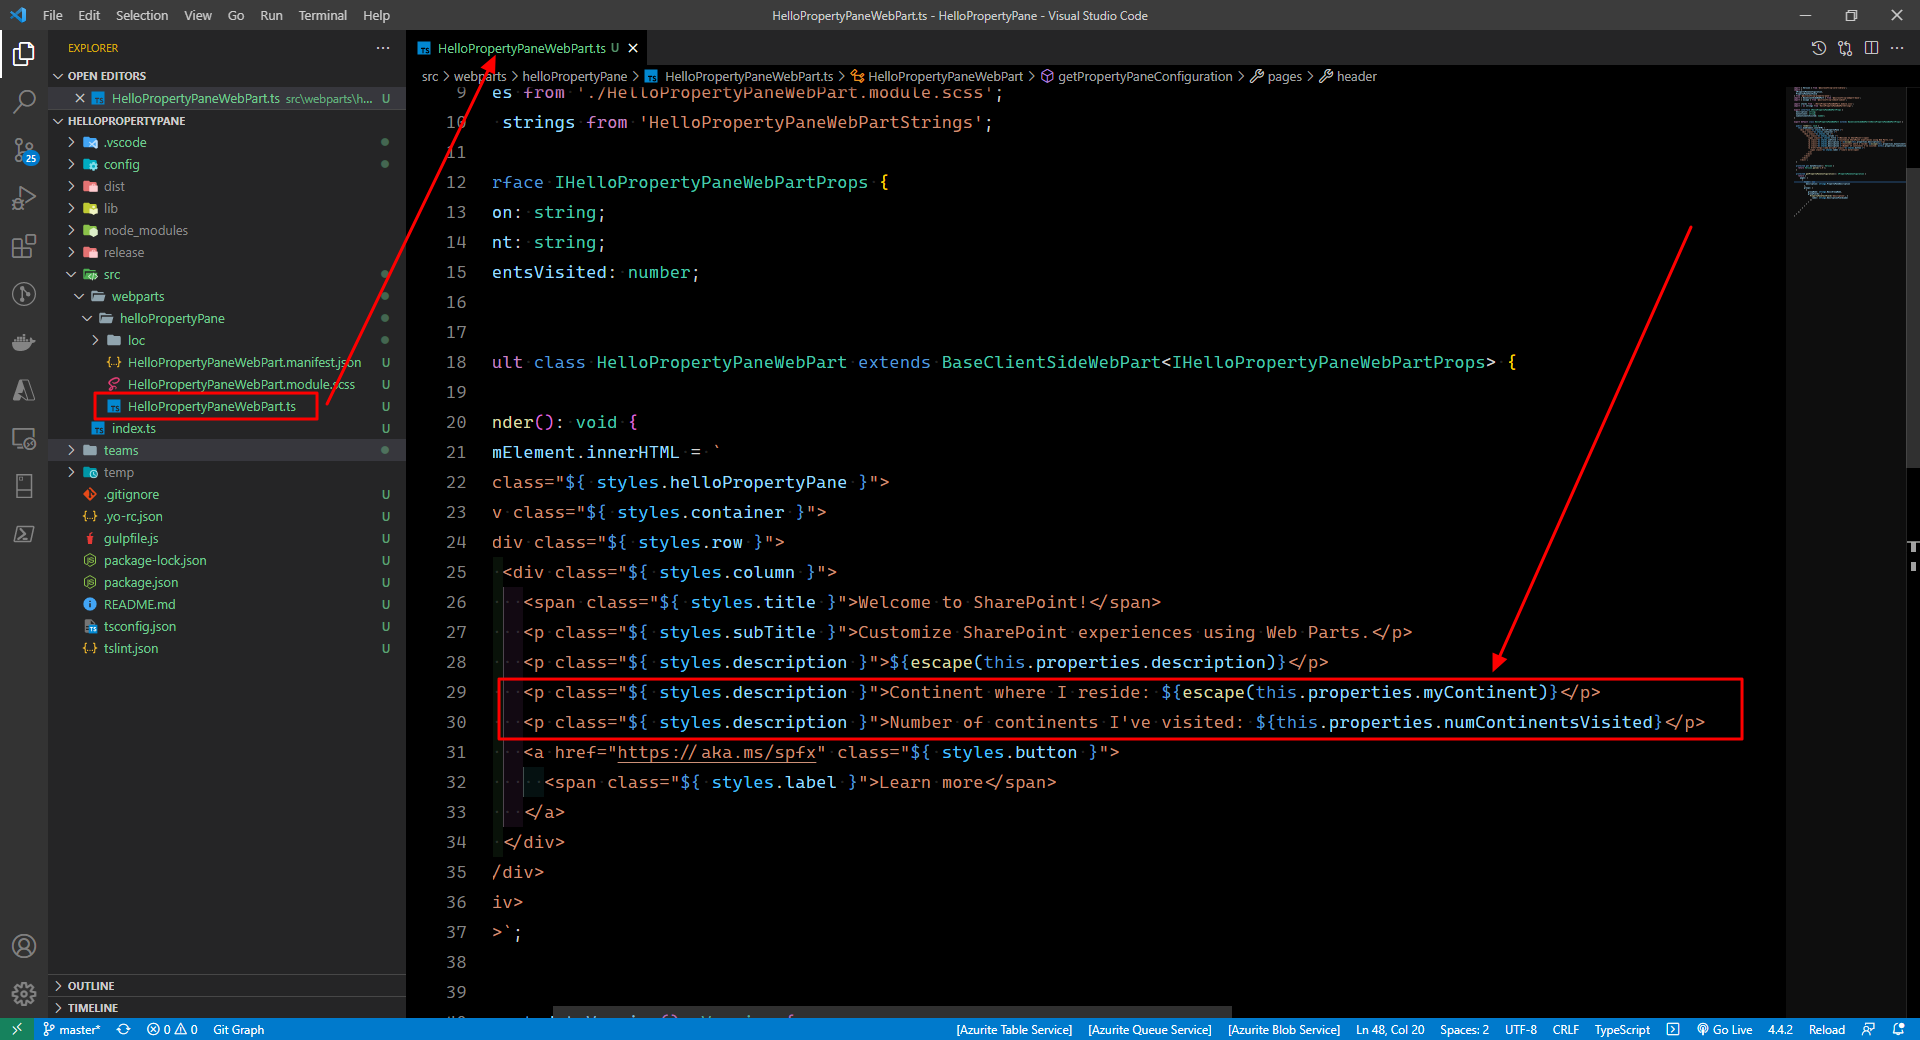 File Edit Selection View Go Run Terminal Help
HelloPropertyPaneWebPart.ts - HelloPropertyPane - Visual Studio Code
EXPLORER
OPEN EDITORS
HelloPropertyPaneWebPart.ts src\webparts\h... U
HELLOPROPERTYPANE
.vscode
config
dist
lib
node_modules
release
src
webparts
helloPropertyPane
loc
HelloPropertyPaneWebPart.manifest.json U
HelloPropertyPaneWebPart.module.scss U
HelloPropertyPaneWebPart.ts U
index.ts U
teams
temp
.gitignore U
.yo-rc.json U
gulpfile.js U
package-lock.json U
package.json U
README.md U
tsconfig.json U
tslint.json U
OUTLINE
TIMELINE
25
HelloPropertyPaneWebPart.ts U
src > webparts > helloPropertyPane > HelloPropertyPaneWebPart.ts > HelloPropertyPaneWebPart > getPropertyPaneConfiguration > pages > header
9 es from './HelloPropertyPaneWebPart.module.scss';
10 strings from 'HelloPropertyPaneWebPartStrings';
11
12 rface IHelloPropertyPaneWebPartProps {
13 on: string;
14 nt: string;
15 entsVisited: number;
16
17
18 ult class HelloPropertyPaneWebPart extends BaseClientSideWebPart<IHelloPropertyPaneWebPartProps> {
19
20 nder(): void {
21 mElement.innerHTML = `
22 class="${ styles.helloPropertyPane }">
23 v class="${ styles.container }">
24 div class="${ styles.row }">
25 <div class="${ styles.column }">
26 <span class="${ styles.title }">Welcome to SharePoint!</span>
27 <p class="${ styles.subTitle }">Customize SharePoint experiences using Web Parts.</p>
28 <p class="${ styles.description }">${escape(this.properties.description)}</p>
29 <p class="${ styles.description }">Continent where I reside: ${escape(this.properties.myContinent)}</p>
30 <p class="${ styles.description }">Number of continents I've visited: ${this.properties.numContinentsVisited}</p>
31 <a href="https://aka.ms/spfx" class="${ styles.button }">
32 <span class="${ styles.label }">Learn more</span>
33 </a>
34 </div>
35 /div>
36 iv>
37 >`;
38
39
master* 0 0 Git Graph
[Azurite Table Service] [Azurite Queue Service] [Azurite Blob Service] Ln 48, Col 20 Spaces: 2 UTF-8 CRLF TypeScript Go Live 4.4.2 Reload